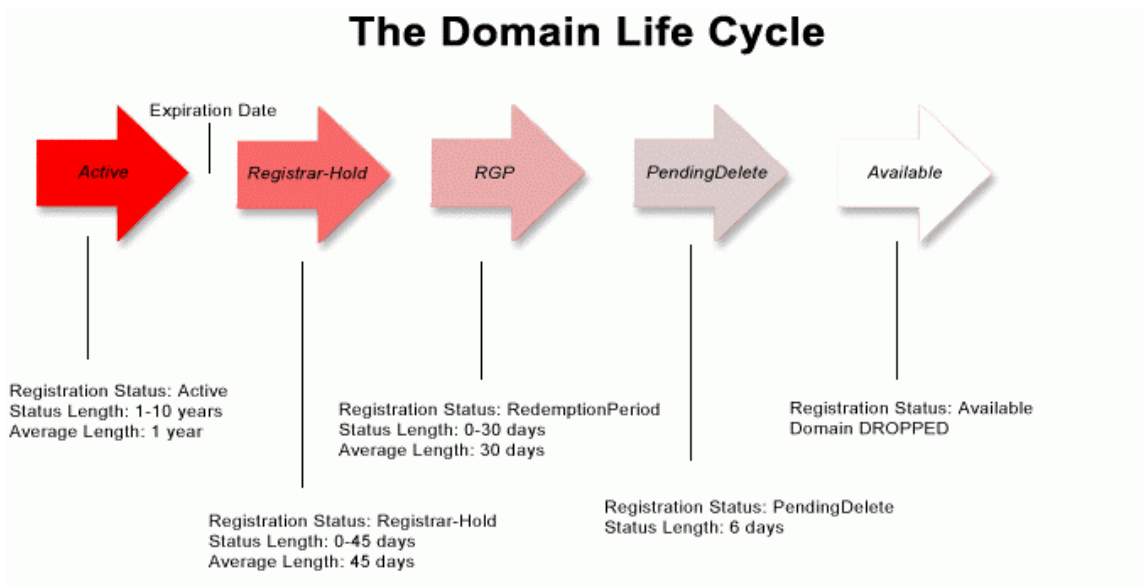 The Domain Life Cycle
Expiration Date
Active
Registrar-Hold
RGP
PendingDelete
Available
Registration Status: Active
Status Length: 1-10 years
Average Length: 1 year
Registration Status: Registrar-Hold
Status Length: 0-45 days
Average Length: 45 days
Registration Status: RedemptionPeriod
Status Length: 0-30 days
Average Length: 30 days
Registration Status: PendingDelete
Status Length: 6 days
Registration Status: Available
Domain DROPPED